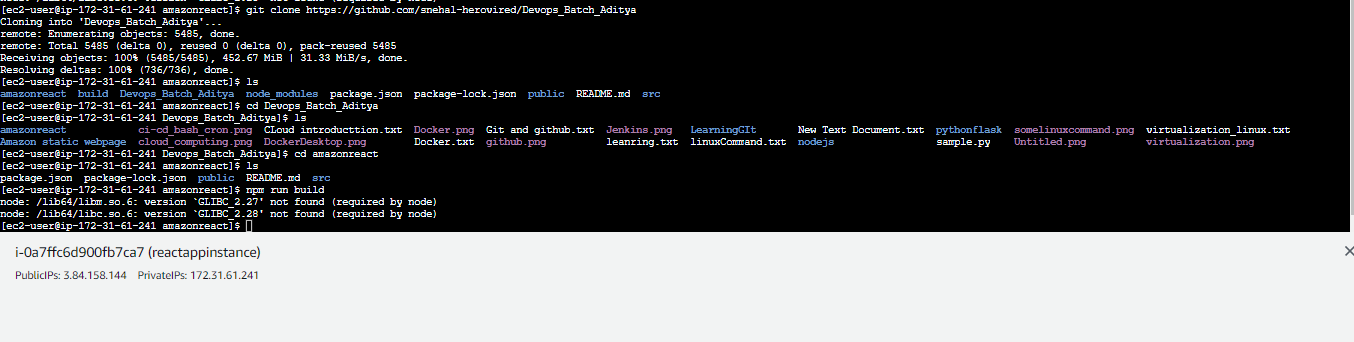 [ec2-user@ip-172-31-61-241 amazonreact]$ git clone https://github.com/snehal-herovired/Devops_Batch_Aditya
Cloning into 'Devops_Batch_Aditya'...
remote: Enumerating objects: 5485, done.
remote: Total 5485 (delta 0), reused 0 (delta 0), pack-reused 5485
Receiving objects: 100% (5485/5485), 452.67 MiB | 31.33 MiB/s, done.
Resolving deltas: 100% (736/736), done.
[ec2-user@ip-172-31-61-241 amazonreact]$ ls
amazonreact build Devops_Batch_Aditya node_modules package.json package-lock.json public README.md src
[ec2-user@ip-172-31-61-241 amazonreact]$ cd Devops_Batch_Aditya
[ec2-user@ip-172-31-61-241 Devops_Batch_Aditya]$ ls
amazonreact ci-cd_bash_cron.png CLoud introducttion.txt Docker.png Git and github.txt Jenkins.png LearningGIt New Text Document.txt pythonflask somelinuxcommand.png virtualization_linux.txt
Amazon static webpage cloud_computing.png DockerDesktop.png Docker.txt github.png leanring.txt linuxCommand.txt nodejs sample.py Untitled.png virtualization.png
[ec2-user@ip-172-31-61-241 Devops_Batch_Aditya]$ cd amazonreact
[ec2-user@ip-172-31-61-241 amazonreact]$ ls
package.json package-lock.json public README.md src
[ec2-user@ip-172-31-61-241 amazonreact]$ npm run build
node: /lib64/libm.so.6: version `GLIBC_2.27' not found (required by node)
node: /lib64/libc.so.6: version `GLIBC_2.28' not found (required by node)
[ec2-user@ip-172-31-61-241 amazonreact]$
i-0a7ffc6d900fb7ca7 (reactappinstance)
PublicIPs: 3.84.158.144 PrivateIPs: 172.31.61.241